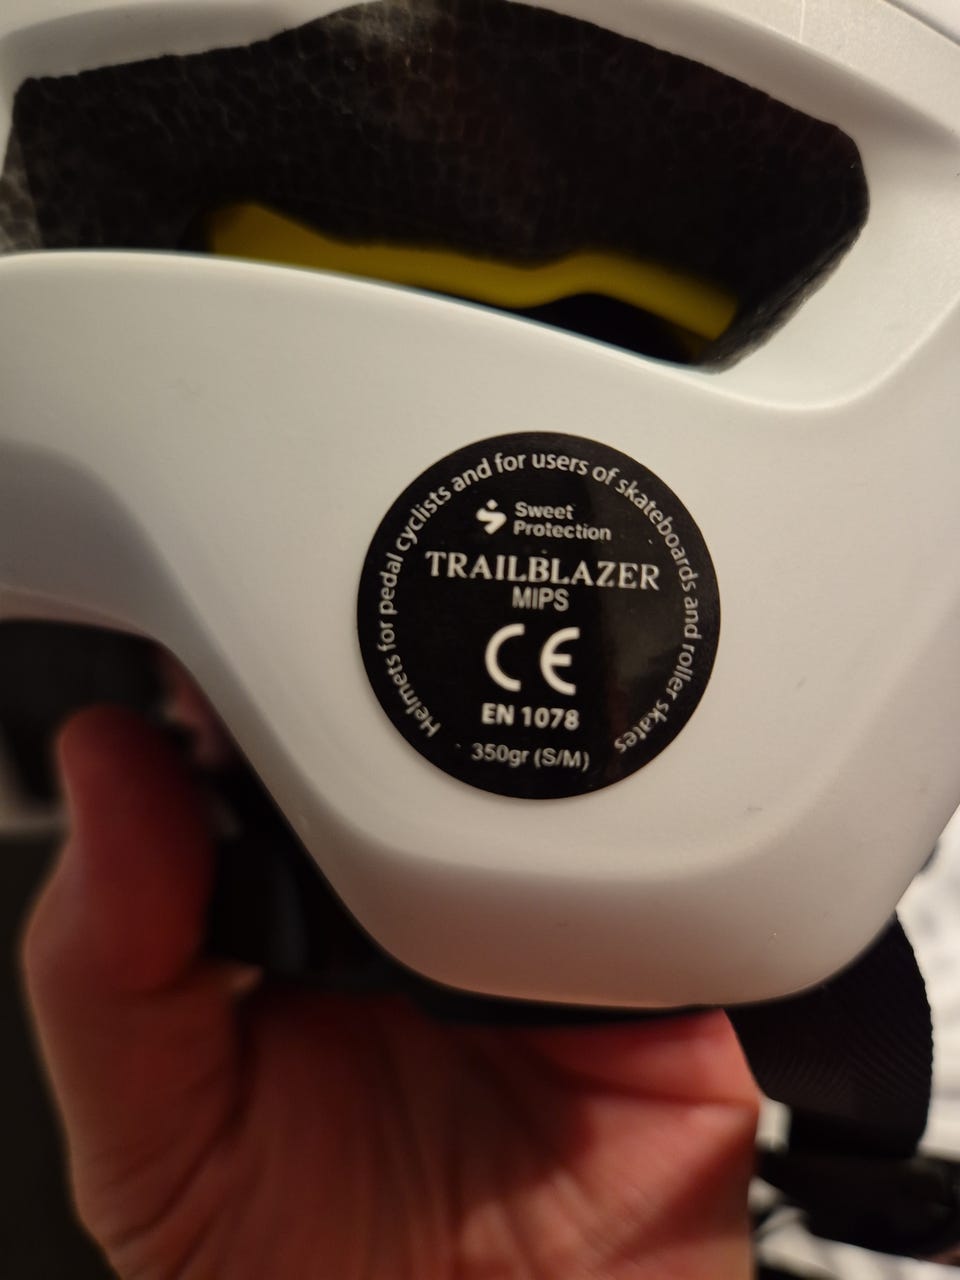 Helmets for pedal cyclists and for users of skateboards and roller skates
Sweet
Protection
TRAILBLAZER
MIPS
CE
EN 1078
350gr (S/M)